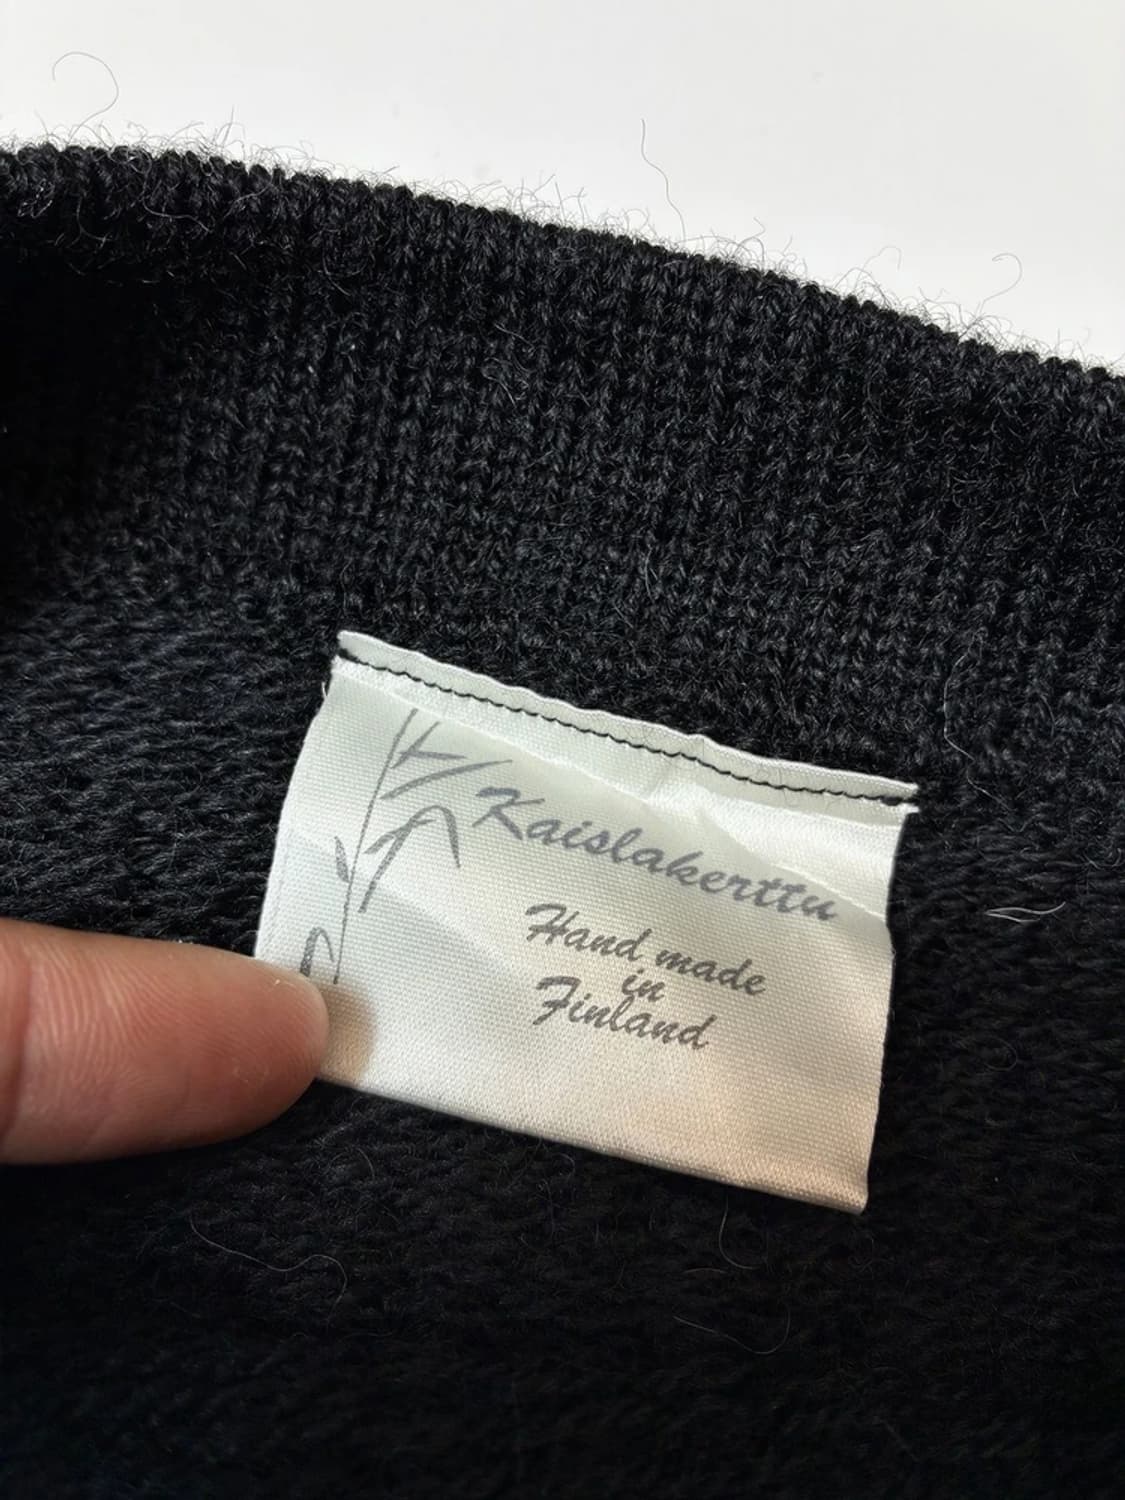 Kaislakerttu
Hand made
in
Finland